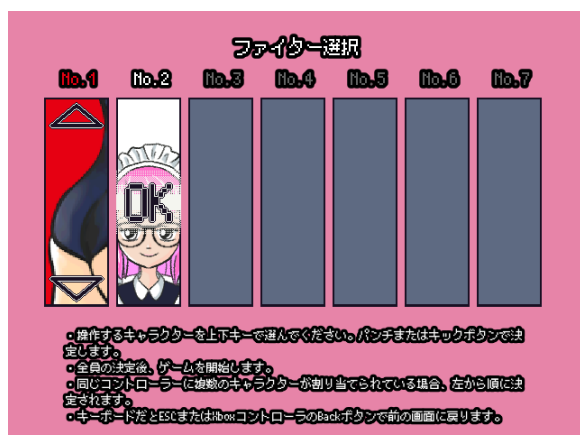 ファイター選択
No.1 No.2 No.3 No.4 No.5 No.6 No.7
OK
・操作するキャラクターを上下キーで選んでください。パンチまたはキックボタンで決
定します。
・全員の決定後、ゲームを開始します。
・同じコントローラーに複数のキャラクターが割り当てられている場合、左から順に決
定されます。
・キーボードだとESCまたはXboxコントローラのBackボタンで前の画面に戻ります。